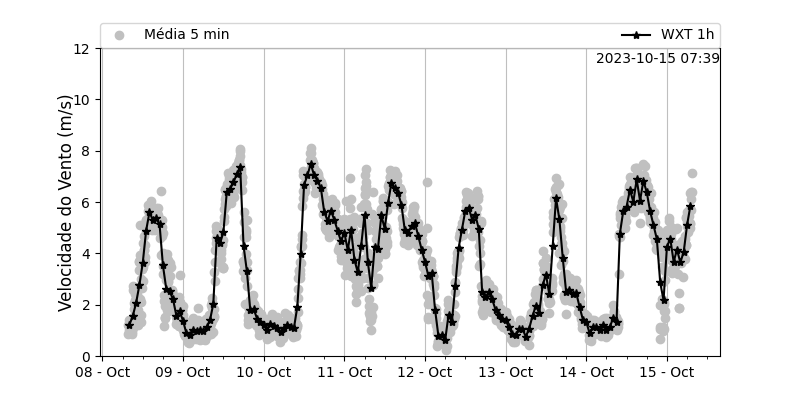 Média 5 min
WXT 1h
2023-10-15 07:39
Velocidade do Vento (m/s)
12
10
8
6
4
2
0
08 - Oct 09 - Oct 10 - Oct 11 - Oct 12 - Oct 13 - Oct 14 - Oct 15 - Oct